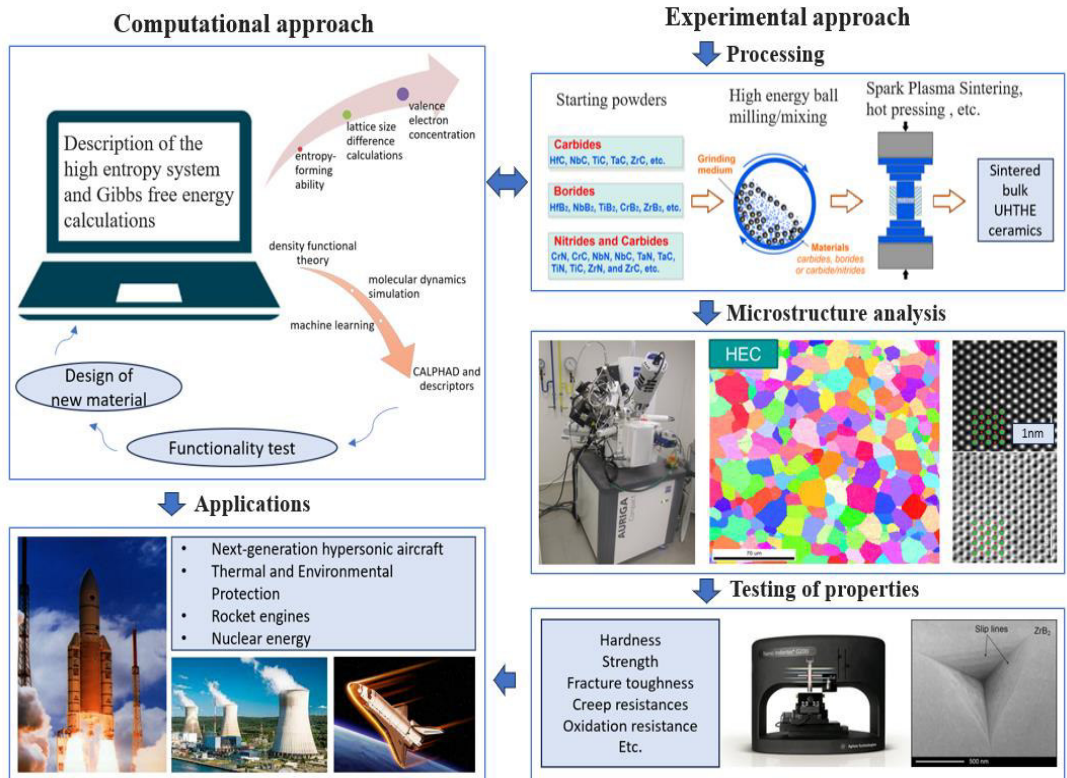 Computational approach
Description of the
high entropy system
and Gibbs free energy
calculations
entropy-
forming
ability
lattice size
difference
calculations
valence
electron
concentration
density functional
theory
molecular dynamics
simulation
machine learning
CALPHAD and
descriptors
Design of
new material
Functionality test
Experimental approach
Processing
Starting powders
Carbides
HfC, NbC, TiC, TaC, ZrC, etc.
Borides
HfB₂, NbB₂, TiB₂, CrB₂, ZrB₂, etc.
Nitrides and Carbides
CrN, CrC, NbN, NbC, TaN, TaC,
TiN, TiC, ZrN, and ZrC, etc.
High energy ball
milling/mixing
Grinding
medium
Materials
carbides, borides
or carbide/nitrides
Spark Plasma Sintering,
hot pressing , etc.
Sintered
bulk
UHTHE
ceramics
Microstructure analysis
AURIGA
HEC
70 µm
1nm
Applications
• Next-generation hypersonic aircraft
• Thermal and Environmental
Protection
• Rocket engines
• Nuclear energy
Testing of properties
Hardness
Strength
Fracture toughness
Creep resistances
Oxidation resistance
Etc.
Agilent Technologies
Slip lines
ZrB₂
500 nm